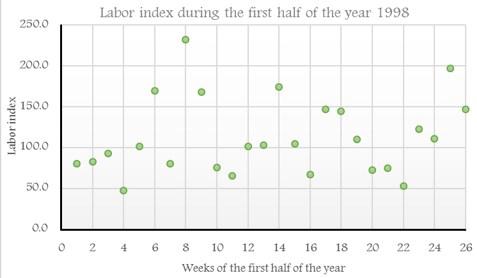 Labor index during the first half of the year 1998
250.0
200.0
150.0
100.0
50.0
0.0
Labor index
0 2 4 6 8 10 12 14 16 18 20 22 24 26
Weeks of the first half of the year